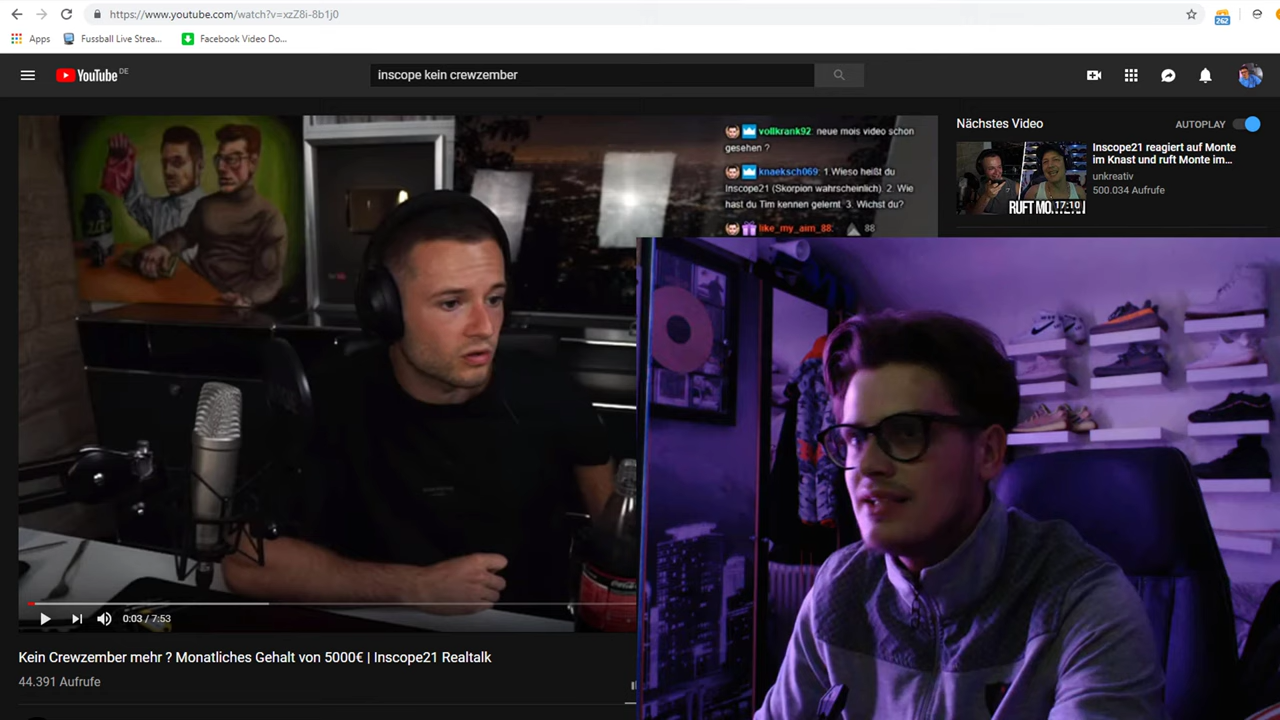 https://www.youtube.com/watch?v=xzZ8i-8b1j0
262
Apps
Fussball Live Strea...
Facebook Video Do...
YouTube DE
inscope kein crewzember
vollkrank92: neue mois video schon
gesehen ?
knaeksch069: 1.Wieso heißt du
Inscope21 (Skorpion wahrscheinlich). 2. Wie
hast du Tim kennen gelernt. 3. Wichst du?
like_my_aim_88: 88
Nächstes Video
AUTOPLAY
Inscope21 reagiert auf Monte
im Knast und ruft Monte im...
unkreativ
500.034 Aufrufe
17:10
0:03 / 7:53
Kein Crewzember mehr ? Monatliches Gehalt von 5000€ | Inscope21 Realtalk
44.391 Aufrufe